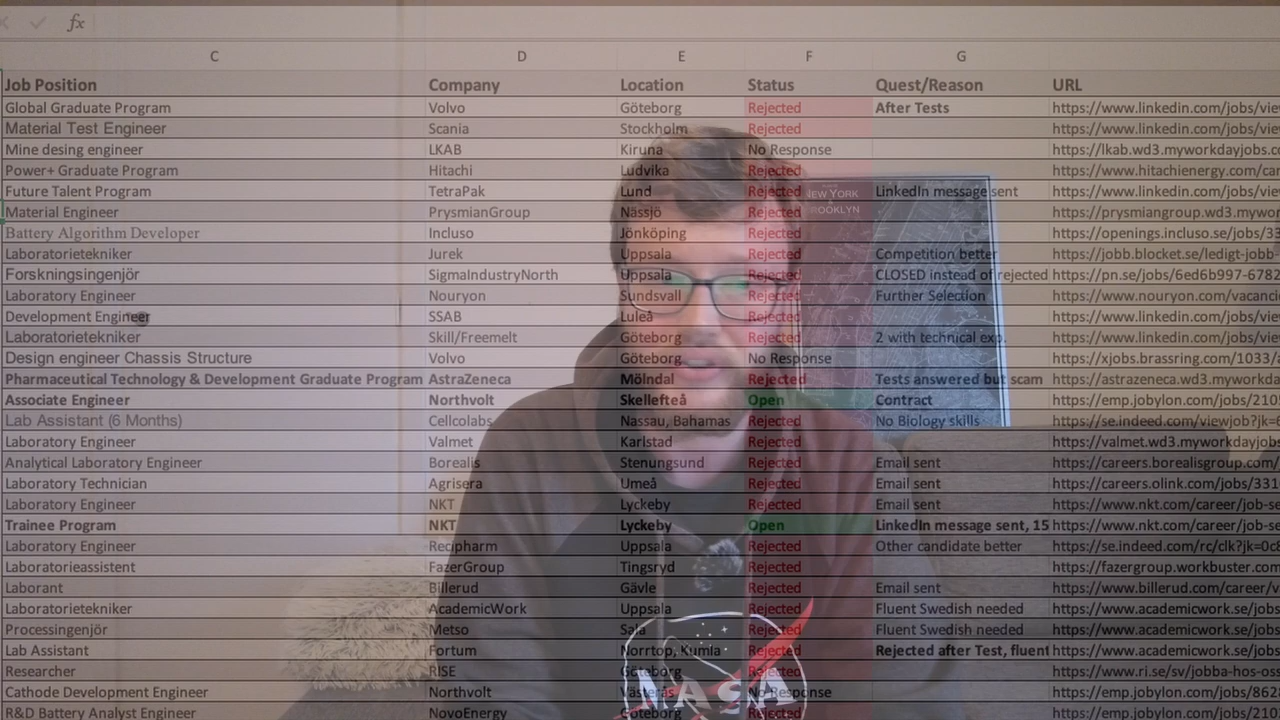 fx
C D E F G
Job Position Company Location Status Quest/Reason URL
Global Graduate Program Volvo Göteborg Rejected After Tests https://www.linkedin.com/jobs/vie
Material Test Engineer Scania Stockholm Rejected https://www.linkedin.com/jobs/vie
Mine desing engineer LKAB Kiruna No Response https://lkab.wd3.myworkdayjobs.c
Power+ Graduate Program Hitachi Ludvika Rejected https://www.hitachienergy.com/car
Future Talent Program TetraPak Lund Rejected LinkedIn message sent https://www.linkedin.com/jobs/vie
NEW YORK
Material Engineer PrysmianGroup Nässjö Rejected https://prysmiangroup.wd3.mywor
BROOKLYN
Battery Algorithm Developer Incluso Jönköping Rejected https://openings.incluso.se/jobs/33
Laboratorietekniker Jurek Uppsala Rejected Competition better https://jobb.blocket.se/ledigt-jobb-
Forskningsingenjör SigmaIndustryNorth Uppsala Rejected CLOSED instead of rejected https://pn.se/jobs/6ed6b997-6782
Laboratory Engineer Nouryon Sundsvall Rejected Further Selection https://www.nouryon.com/vacanci
Development Engineer SSAB Luleå Rejected https://www.linkedin.com/jobs/vie
Laboratorietekniker Skill/Freemelt Göteborg Rejected 2 with technical exp. https://www.linkedin.com/jobs/vie
Design engineer Chassis Structure Volvo Göteborg No Response https://xjobs.brassring.com/1033/
Pharmaceutical Technology & Development Graduate Program AstraZeneca Mölndal Rejected Tests answered but scam https://astrazeneca.wd3.myworkda
Associate Engineer Northvolt Skellefteå Open Contract https://emp.jobylon.com/jobs/210
Lab Assistant (6 Months) Cellcolabs Nassau, Bahamas Rejected No Biology skills https://se.indeed.com/viewjob?jk=
Laboratory Engineer Valmet Karlstad Rejected https://valmet.wd3.myworkdayjobs
Analytical Laboratory Engineer Borealis Stenungsund Rejected Email sent https://careers.borealisgroup.com/
Laboratory Technician Agrisera Umeå Rejected Email sent https://careers.olink.com/jobs/331
Laboratory Engineer NKT Lyckeby Rejected Email sent https://www.nkt.com/career/job-se
Trainee Program NKT Lyckeby Open LinkedIn message sent, 15 https://www.nkt.com/career/job-se
Laboratory Engineer Recipharm Uppsala Rejected Other candidate better https://se.indeed.com/rc/clk?jk=0c
Laboratorieassistent FazerGroup Tingsryd Rejected https://fazergroup.workbuster.com
Laborant Billerud Gävle Rejected Email sent https://www.billerud.com/career/v
Laboratorietekniker AcademicWork Uppsala Rejected Fluent Swedish needed https://www.academicwork.se/jobs
Processingenjör Metso Sala Rejected Fluent Swedish needed https://www.academicwork.se/jobs
Lab Assistant Fortum Norrtop, Kumla Rejected Rejected after Test, fluent https://www.linkedin.com/jobs/vie
Researcher RISE Rejected https://www.ri.se/sv/jobba-hos-oss
Cathode Development Engineer Northvolt Västerås No Response https://emp.jobylon.com/jobs/862
NASA
R&D Battery Analyst Engineer NovoEnergy Göteborg Rejected https://emp.jobylon.com/jobs/210